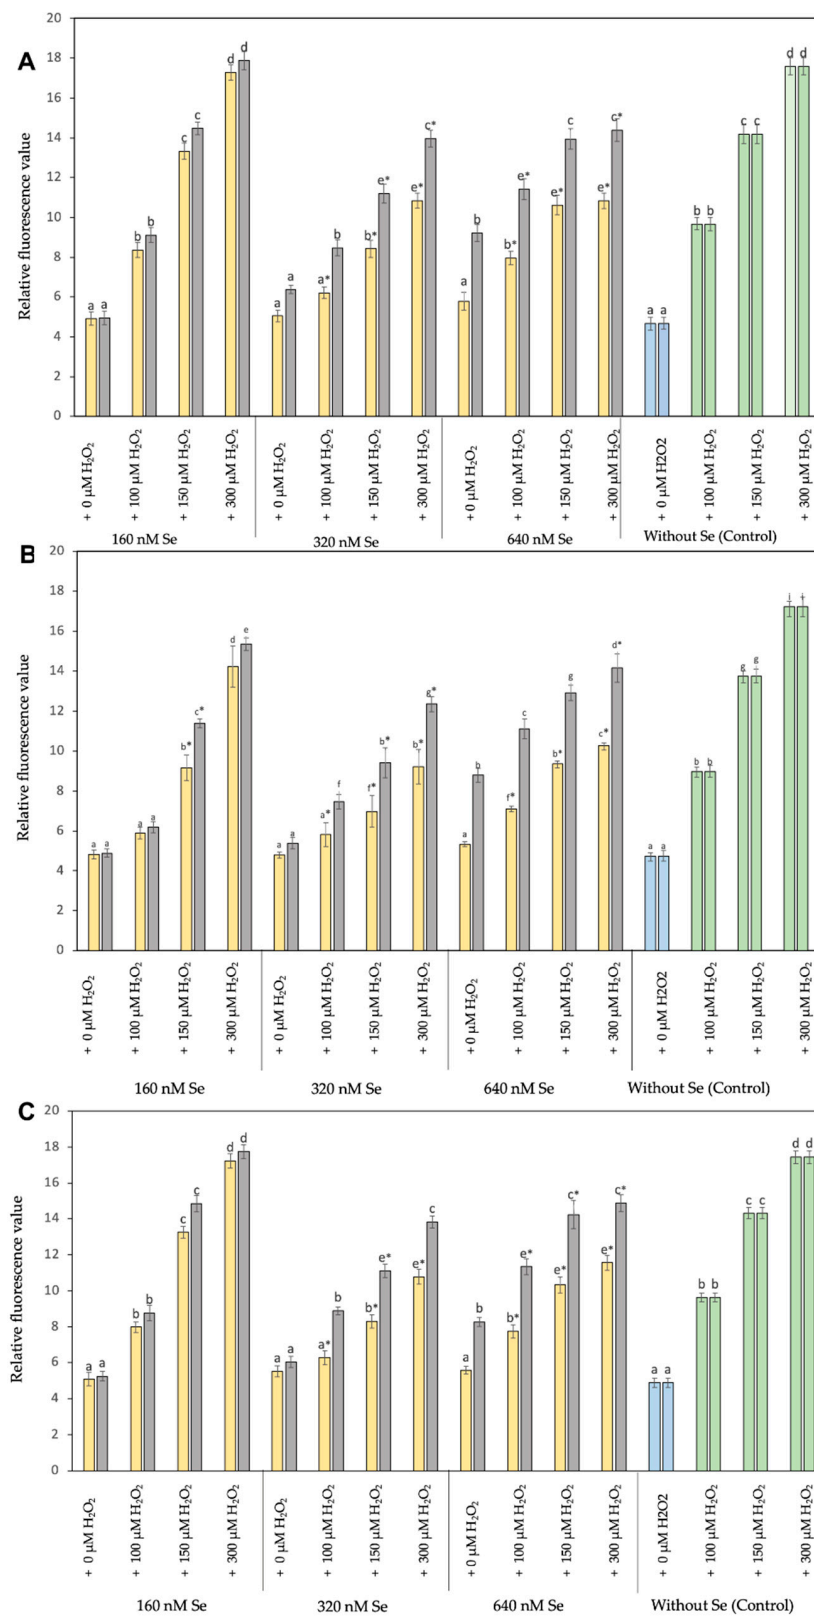 A
Relative fluorescence value
20
18
16
14
12
10
8
6
4
2
0
a a b b c c d d
a a a* b b* e* e* c*
a b b* e* e* c e* c*
a a b b c c d d
+ 0 µM H₂O₂
+ 100 µM H₂O₂
+ 150 µM H₂O₂
+ 300 µM H₂O₂
+ 0 µM H₂O₂
+ 100 µM H₂O₂
+ 150 µM H₂O₂
+ 300 µM H₂O₂
+ 0 µM H₂O₂
+ 100 µM H₂O₂
+ 150 µM H₂O₂
+ 300 µM H₂O₂
+ 0 µM H2O2
+ 100 µM H₂O₂
+ 150 µM H₂O₂
+ 300 µM H₂O₂
160 nM Se 320 nM Se 640 nM Se Without Se (Control)
B
Relative fluorescence value
20
18
16
14
12
10
8
6
4
2
0
a a a a b* c* d e
a a a* f f* b* b* g*
a b f* c b* g c* d*
a a b b g g i
+ 0 µM H₂O₂
+ 100 µM H₂O₂
+ 150 µM H₂O₂
+ 300 µM H₂O₂
+ 0 µM H₂O₂
+ 100 µM H₂O₂
+ 150 µM H₂O₂
+ 300 µM H₂O₂
+ 0 µM H₂O₂
+ 100 µM H₂O₂
+ 150 µM H₂O₂
+ 300 µM H₂O₂
+ 0 µM H2O2
+ 100 µM H₂O₂
+ 150 µM H₂O₂
+ 300 µM H₂O₂
160 nM Se 320 nM Se 640 nM Se Without Se (Control)
C
Relative fluorescence value
20
18
16
14
12
10
8
6
4
2
0
a a b b c c d d
a a a* b b* e* e* c
a b b* e* e* c* e* c*
a a b b c c d d
+ 0 µM H₂O₂
+ 100 µM H₂O₂
+ 150 µM H₂O₂
+ 300 µM H₂O₂
+ 0 µM H₂O₂
+ 100 µM H₂O₂
+ 150 µM H₂O₂
+ 300 µM H₂O₂
+ 0 µM H₂O₂
+ 100 µM H₂O₂
+ 150 µM H₂O₂
+ 300 µM H₂O₂
+ 0 µM H2O2
+ 100 µM H₂O₂
+ 150 µM H₂O₂
+ 300 µM H₂O₂
160 nM Se 320 nM Se 640 nM Se Without Se (Control)